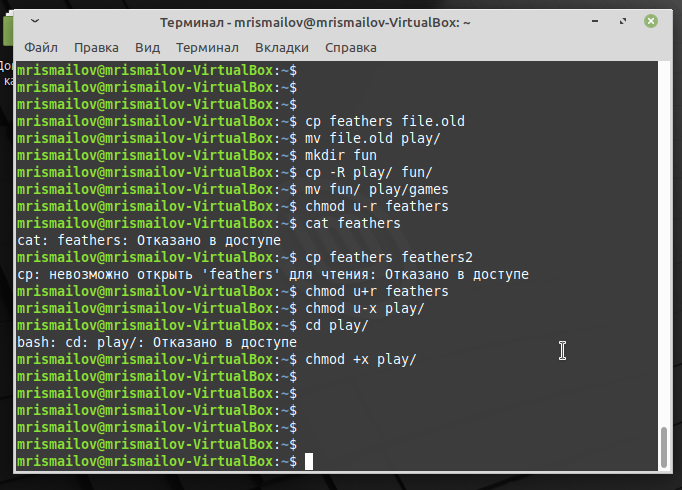 Терминал - mrismailov@mrismailov-VirtualBox: ~
Файл Правка Вид Терминал Вкладки Справка
mrismailov@mrismailov-VirtualBox:~$
mrismailov@mrismailov-VirtualBox:~$
mrismailov@mrismailov-VirtualBox:~$
mrismailov@mrismailov-VirtualBox:~$ cp feathers file.old
mrismailov@mrismailov-VirtualBox:~$ mv file.old play/
mrismailov@mrismailov-VirtualBox:~$ mkdir fun
mrismailov@mrismailov-VirtualBox:~$ cp -R play/ fun/
mrismailov@mrismailov-VirtualBox:~$ mv fun/ play/games
mrismailov@mrismailov-VirtualBox:~$ chmod u-r feathers
mrismailov@mrismailov-VirtualBox:~$ cat feathers
cat: feathers: Отказано в доступе
mrismailov@mrismailov-VirtualBox:~$ cp feathers feathers2
cp: невозможно открыть 'feathers' для чтения: Отказано в доступе
mrismailov@mrismailov-VirtualBox:~$ chmod u+r feathers
mrismailov@mrismailov-VirtualBox:~$ chmod u-x play/
mrismailov@mrismailov-VirtualBox:~$ cd play/
bash: cd: play/: Отказано в доступе
mrismailov@mrismailov-VirtualBox:~$ chmod +x play/
mrismailov@mrismailov-VirtualBox:~$
mrismailov@mrismailov-VirtualBox:~$
mrismailov@mrismailov-VirtualBox:~$
mrismailov@mrismailov-VirtualBox:~$
mrismailov@mrismailov-VirtualBox:~$
mrismailov@mrismailov-VirtualBox:~$